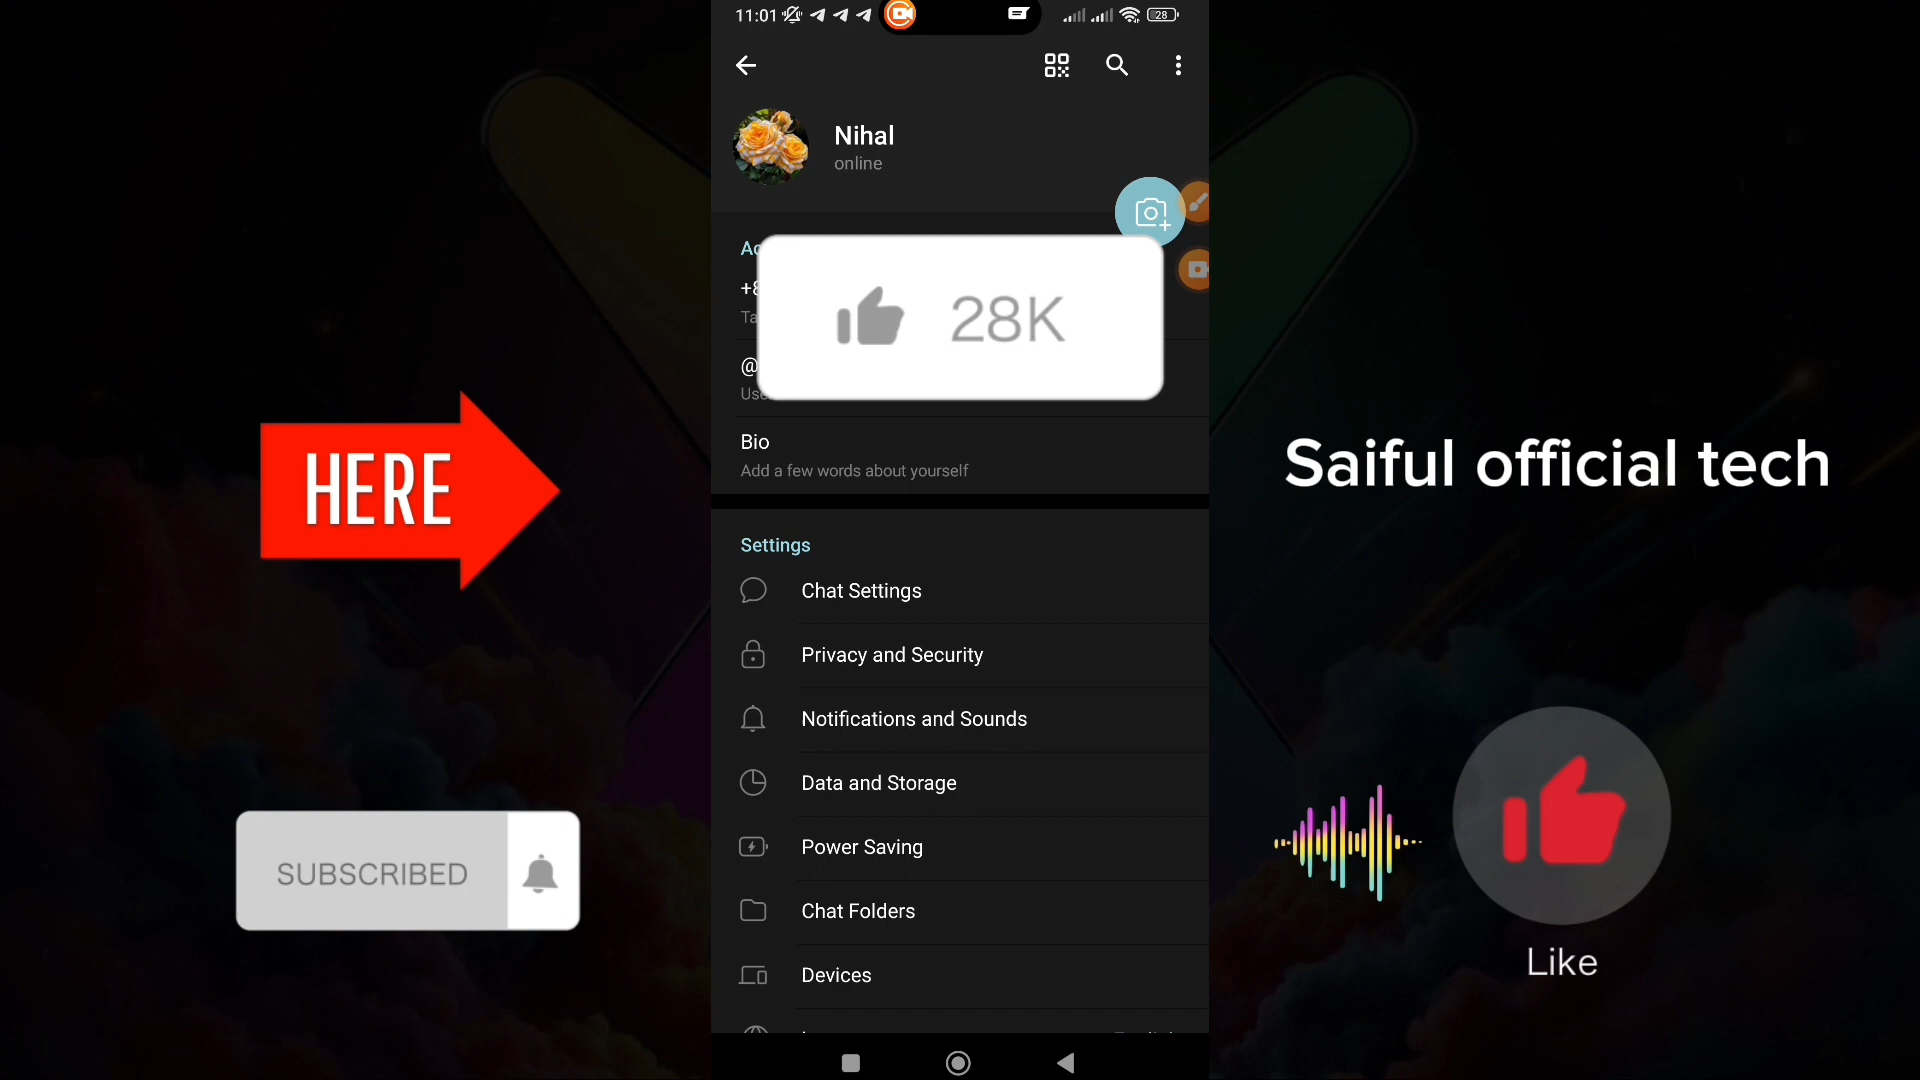 11:01
28
Nihal
online
28K
Bio
Add a few words about yourself
Settings
Chat Settings
Privacy and Security
Notifications and Sounds
Data and Storage
Power Saving
Chat Folders
Devices
HERE
SUBSCRIBED
Saiful official tech
Like